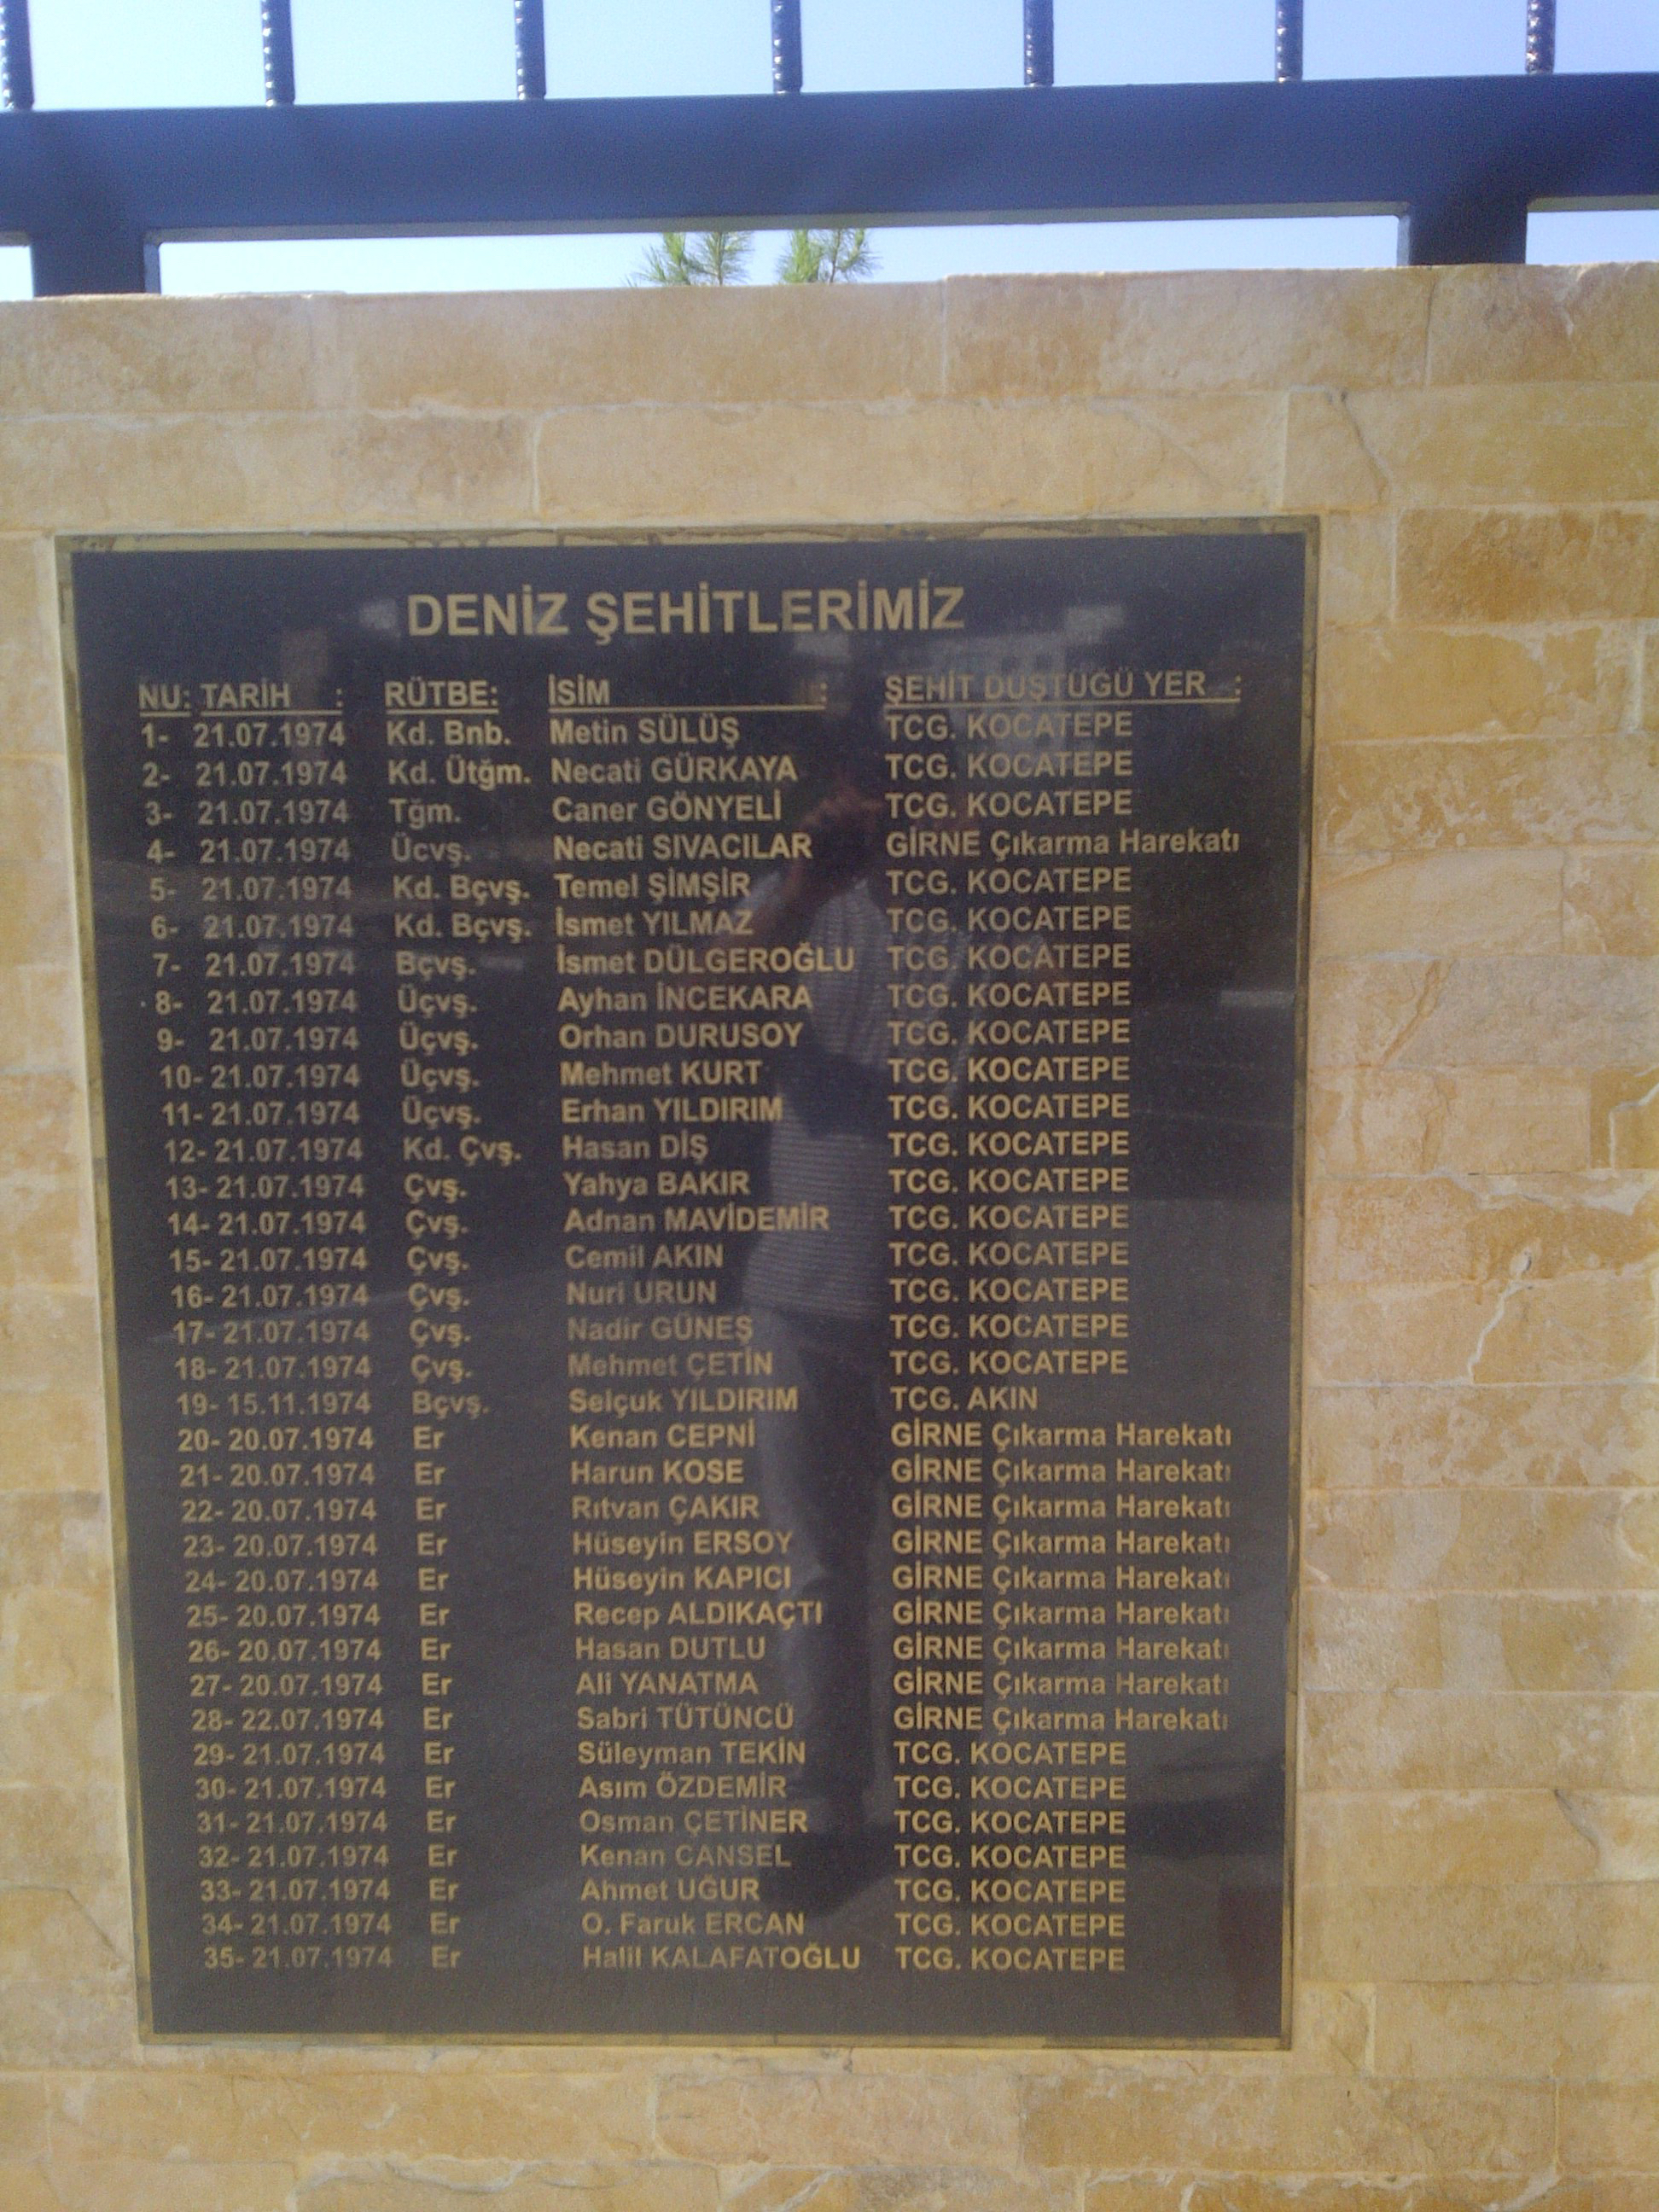 DENİZ ŞEHİTLERİMİZ
NU: TARİH : RÜTBE: İSİM : ŞEHİT DÜŞTÜĞÜ YER :
1- 21.07.1974 Kd. Bnb. Metin SÜLÜŞ TCG. KOCATEPE
2- 21.07.1974 Kd. Ütğm. Necati GÜRKAYA TCG. KOCATEPE
3- 21.07.1974 Tğm. Caner GÖNYELİ TCG. KOCATEPE
4- 21.07.1974 Ücvş. Necati SIVACILAR GİRNE Çıkarma Harekatı
5- 21.07.1974 Kd. Bçvş. Temel ŞİMŞİR TCG. KOCATEPE
6- 21.07.1974 Kd. Bçvş. İsmet YILMAZ TCG. KOCATEPE
7- 21.07.1974 Bçvş. İsmet DÜLGEROĞLU TCG. KOCATEPE
8- 21.07.1974 Üçvş. Ayhan İNCEKARA TCG. KOCATEPE
9- 21.07.1974 Üçvş. Orhan DURUSOY TCG. KOCATEPE
10- 21.07.1974 Üçvş. Mehmet KURT TCG. KOCATEPE
11- 21.07.1974 Üçvş. Erhan YILDIRIM TCG. KOCATEPE
12- 21.07.1974 Kd. Çvş. Hasan DİŞ TCG. KOCATEPE
13- 21.07.1974 Çvş. Yahya BAKIR TCG. KOCATEPE
14- 21.07.1974 Çvş. Adnan MAVİDEMİR TCG. KOCATEPE
15- 21.07.1974 Çvş. Cemil AKIN TCG. KOCATEPE
16- 21.07.1974 Çvş. Nuri URUN TCG. KOCATEPE
17- 21.07.1974 Çvş. Nadir GÜNEŞ TCG. KOCATEPE
18- 21.07.1974 Çvş. Mehmet ÇETİN TCG. KOCATEPE
19- 15.11.1974 Bçvş. Selçuk YILDIRIM TCG. AKIN
20- 20.07.1974 Er Kenan CEPNİ GİRNE Çıkarma Harekatı
21- 20.07.1974 Er Harun KOSE GİRNE Çıkarma Harekatı
22- 20.07.1974 Er Rıtvan ÇAKIR GİRNE Çıkarma Harekatı
23- 20.07.1974 Er Hüseyin ERSOY GİRNE Çıkarma Harekatı
24- 20.07.1974 Er Hüseyin KAPICI GİRNE Çıkarma Harekatı
25- 20.07.1974 Er Recep ALDIKAÇTI GİRNE Çıkarma Harekatı
26- 20.07.1974 Er Hasan DUTLU GİRNE Çıkarma Harekatı
27- 20.07.1974 Er Ali YANATMA GİRNE Çıkarma Harekatı
28- 22.07.1974 Er Sabri TÜTÜNCÜ GİRNE Çıkarma Harekatı
29- 21.07.1974 Er Süleyman TEKİN TCG. KOCATEPE
30- 21.07.1974 Er Asım ÖZDEMİR TCG. KOCATEPE
31- 21.07.1974 Er Osman ÇETİNER TCG. KOCATEPE
32- 21.07.1974 Er Kenan CANSEL TCG. KOCATEPE
33- 21.07.1974 Er Ahmet UĞUR TCG. KOCATEPE
34- 21.07.1974 Er O. Faruk ERCAN TCG. KOCATEPE
35- 21.07.1974 Er Halil KALAFATOĞLU TCG. KOCATEPE